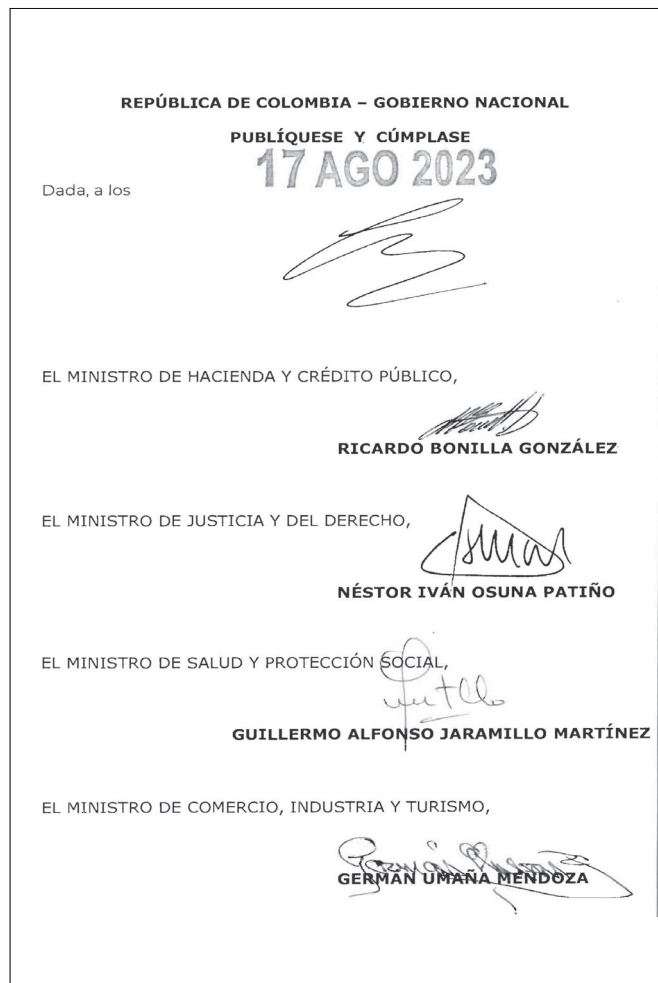 REPÚBLICA DE COLOMBIA – GOBIERNO NACIONAL
PUBLÍQUESE Y CÚMPLASE
17 AGO 2023
Dada, a los
EL MINISTRO DE HACIENDA Y CRÉDITO PÚBLICO,
RICARDO BONILLA GONZÁLEZ
EL MINISTRO DE JUSTICIA Y DEL DERECHO,
NÉSTOR IVÁN OSUNA PATIÑO
EL MINISTRO DE SALUD Y PROTECCIÓN SOCIAL,
GUILLERMO ALFONSO JARAMILLO MARTÍNEZ
EL MINISTRO DE COMERCIO, INDUSTRIA Y TURISMO,
GERMÁN UMAÑA MENDOZA